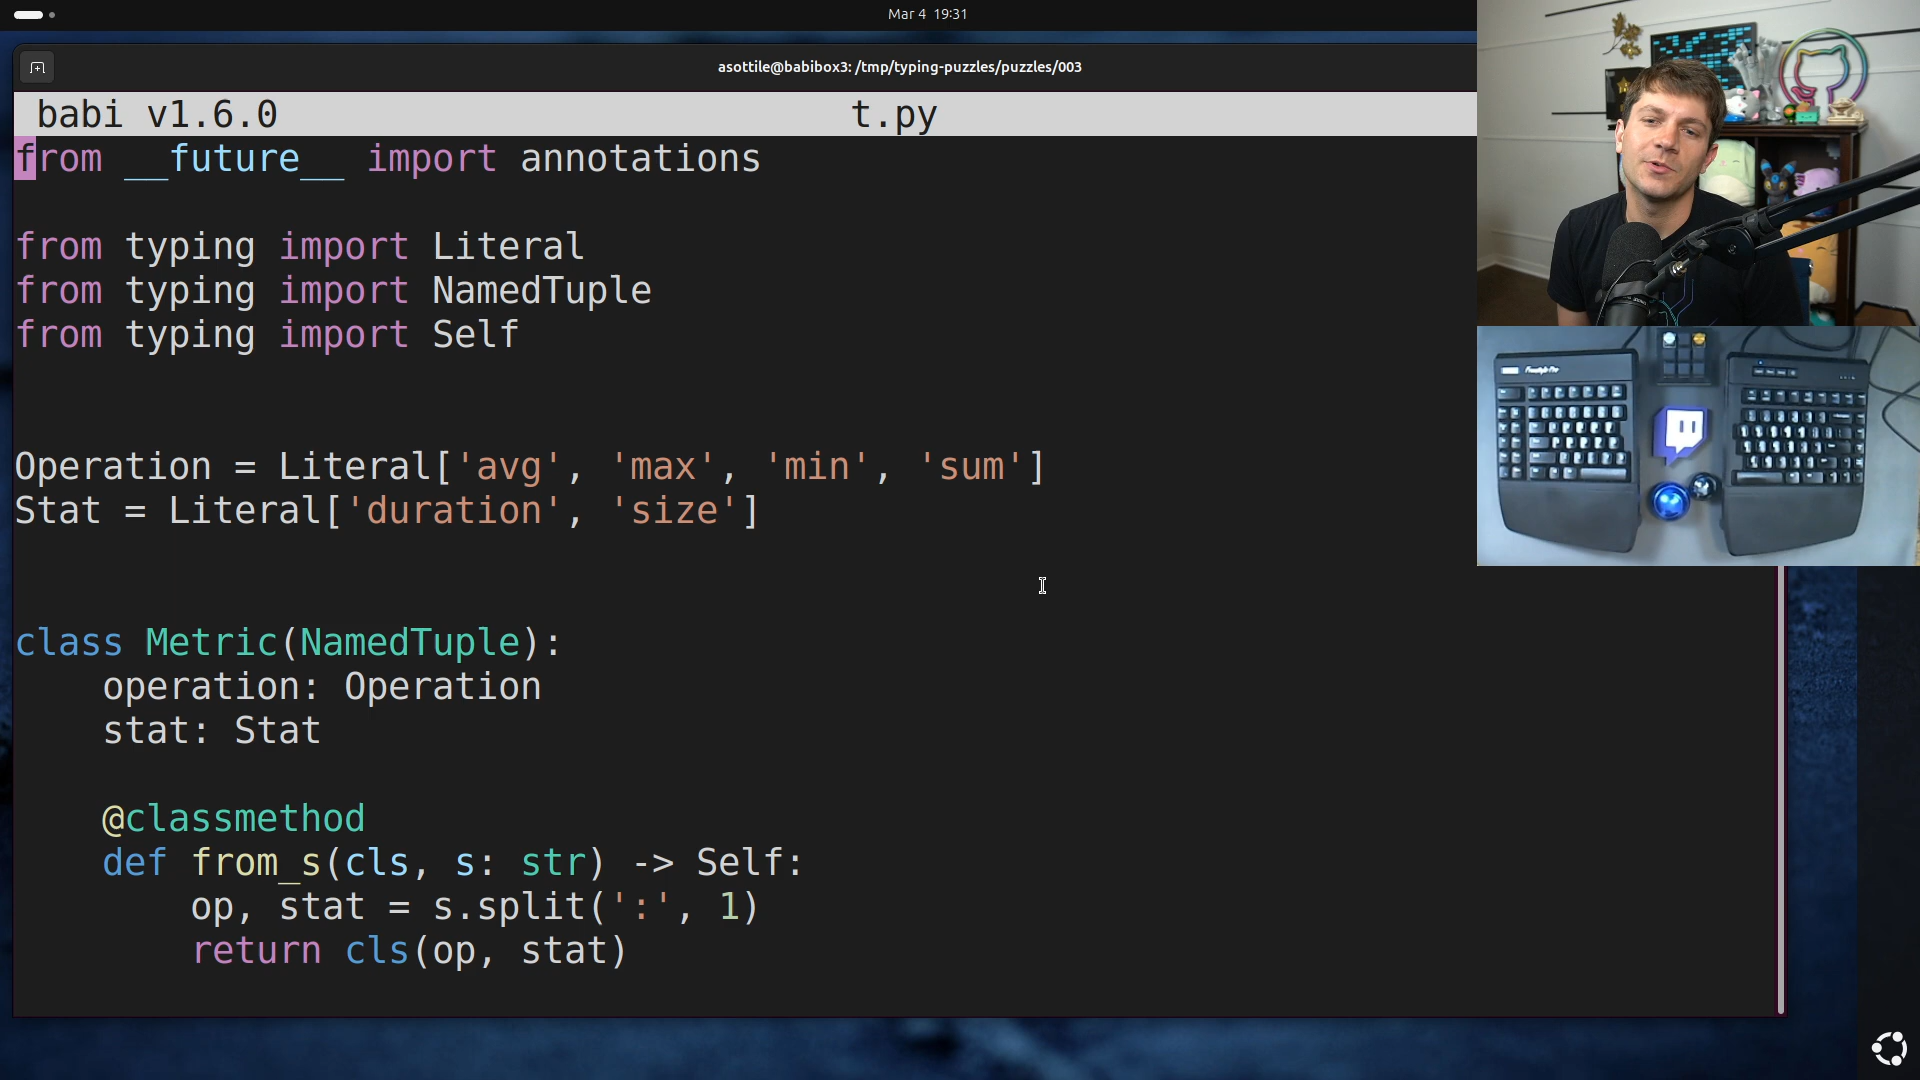 Mar 4 19:31
asottile@babibox3: /tmp/typing-puzzles/puzzles/003
babi v1.6.0 t.py
from __future__ import annotations
from typing import Literal
from typing import NamedTuple
from typing import Self
Operation = Literal['avg', 'max', 'min', 'sum']
Stat = Literal['duration', 'size']
class Metric(NamedTuple):
    operation: Operation
    stat: Stat
    @classmethod
    def from_s(cls, s: str) -> Self:
        op, stat = s.split(':', 1)
        return cls(op, stat)